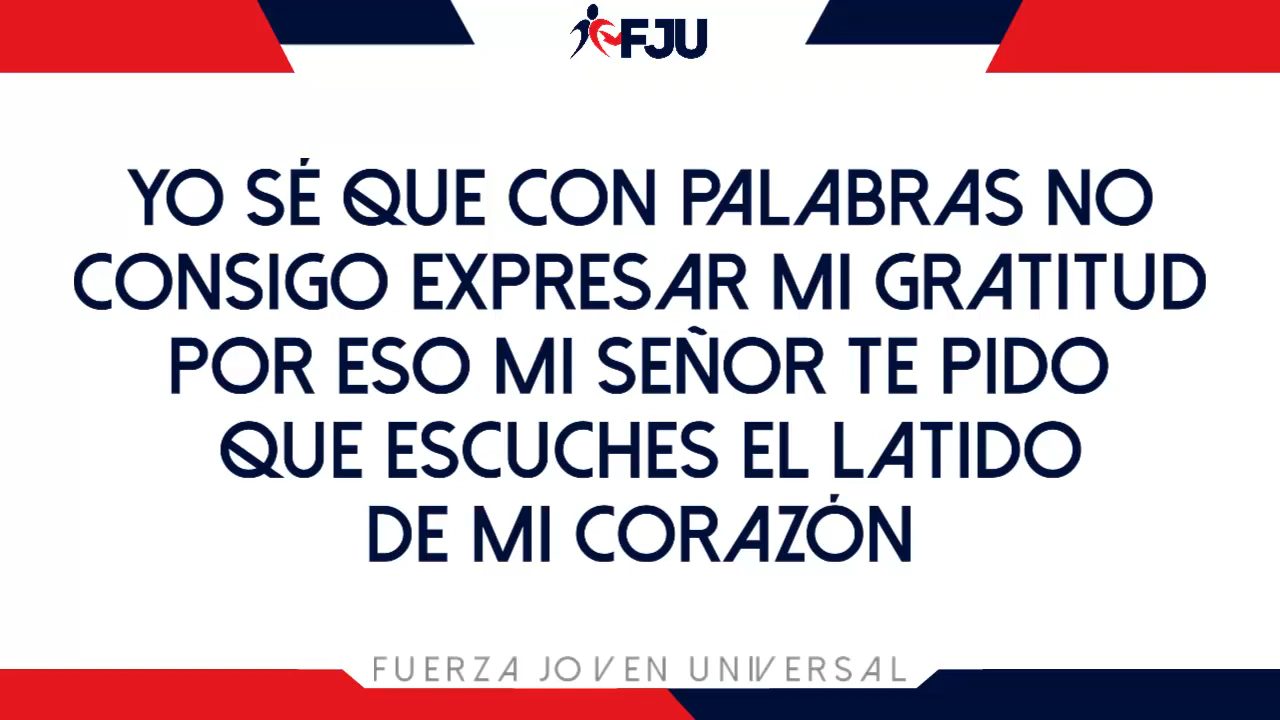 FJU
YO SÉ QUE CON PALABRAS NO
CONSIGO EXPRESAR MI GRATITUD
POR ESO MI SEÑOR TE PIDO
QUE ESCUCHES EL LATIDO
DE MI CORAZÓN
FUERZA JOVEN UNIVERSAL